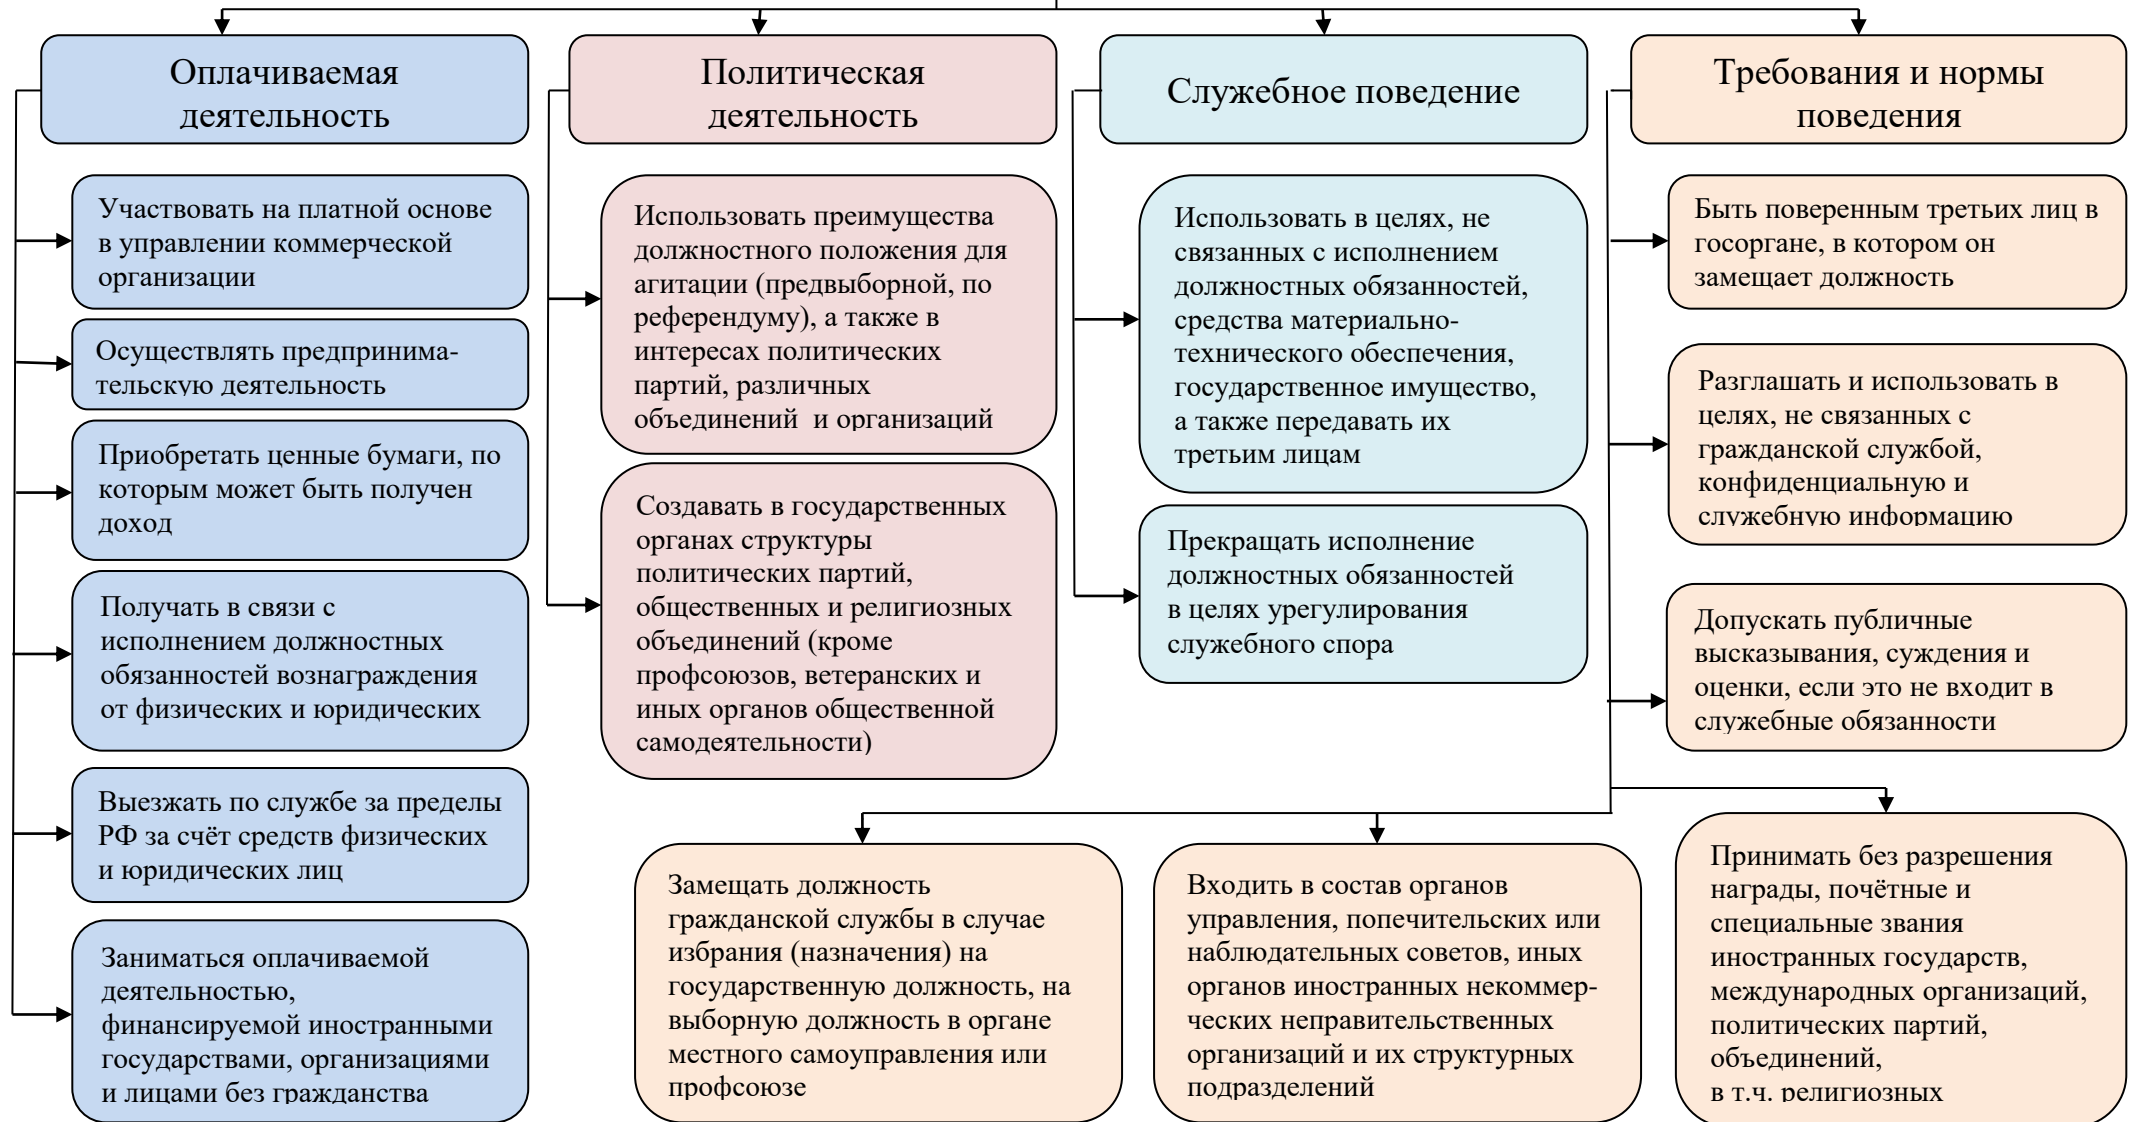 Оплачиваемая
деятельность
Участвовать на платной основе
в управлении коммерческой
организации
Осуществлять предпринима-
тельскую деятельность
Приобретать ценные бумаги, по
которым может быть получен
доход
Получать в связи с
исполнением должностных
обязанностей вознаграждения
от физических и юридических
Выезжать по службе за пределы
РФ за счёт средств физических
и юридических лиц
Заниматься оплачиваемой
деятельностью,
финансируемой иностранными
государствами, организациями
и лицами без гражданства
Политическая
деятельность
Использовать преимущества
должностного положения для
агитации (предвыборной, по
референдуму), а также в
интересах политических
партий, различных
объединений и организаций
Создавать в государственных
органах структуры
политических партий,
общественных и религиозных
объединений (кроме
профсоюзов, ветеранских и
иных органов общественной
самодеятельности)
Служебное поведение
Использовать в целях, не
связанных с исполнением
должностных обязанностей,
средства материально-
технического обеспечения,
государственное имущество,
а также передавать их
третьим лицам
Прекращать исполнение
должностных обязанностей
в целях урегулирования
служебного спора
Требования и нормы
поведения
Быть поверенным третьих лиц в
госоргане, в котором он
замещает должность
Разглашать и использовать в
целях, не связанных с
гражданской службой,
конфиденциальную и
служебную информацию
Допускать публичные
высказывания, суждения и
оценки, если это не входит в
служебные обязанности
Замещать должность
гражданской службы в случае
избрания (назначения) на
государственную должность, на
выборную должность в органе
местного самоуправления или
профсоюзе
Входить в состав органов
управления, попечительских или
наблюдательных советов, иных
органов иностранных некоммер-
ческих неправительственных
организаций и их структурных
подразделений
Принимать без разрешения
награды, почётные и
специальные звания
иностранных государств,
международных организаций,
политических партий,
объединений,
в т.ч. религиозных